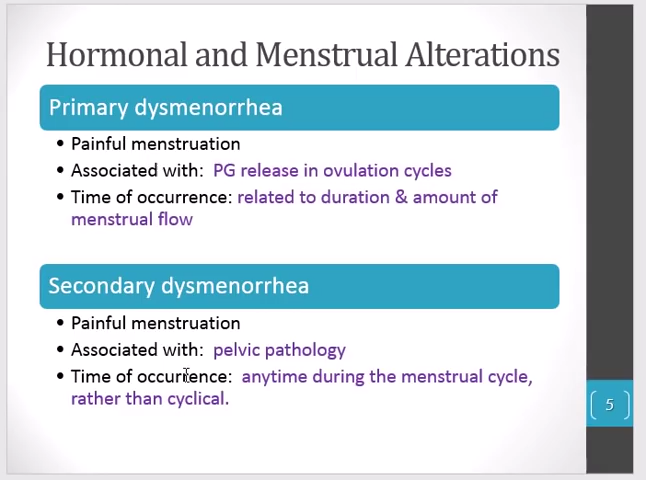 Hormonal and Menstrual Alterations
Primary dysmenorrhea
• Painful menstruation
• Associated with: PG release in ovulation cycles
• Time of occurrence: related to duration & amount of
menstrual flow
Secondary dysmenorrhea
• Painful menstruation
• Associated with: pelvic pathology
• Time of occurrence: anytime during the menstrual cycle,
rather than cyclical.
5